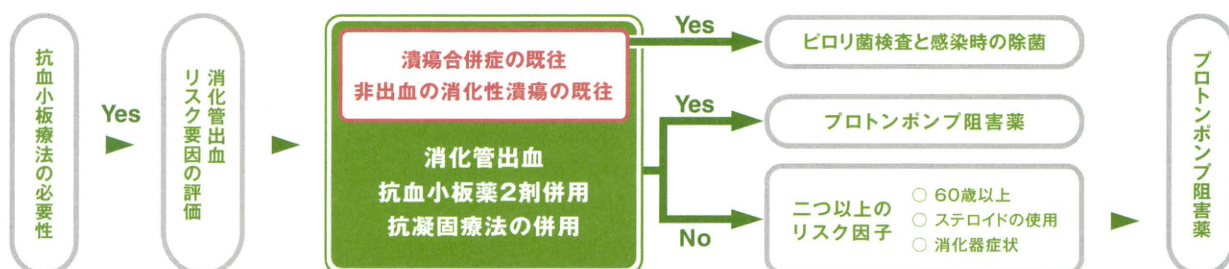 抗血小板療法の必要性
Yes
消化管出血
リスク要因の評価
潰瘍合併症の既往
非出血の消化性潰瘍の既往
消化管出血
抗血小板薬2剤併用
抗凝固療法の併用
Yes
ピロリ菌検査と感染時の除菌
Yes
プロトンポンプ阻害薬
No
二つ以上の
リスク因子
○ 60歳以上
○ ステロイドの使用
○ 消化器症状
プロトンポンプ阻害薬